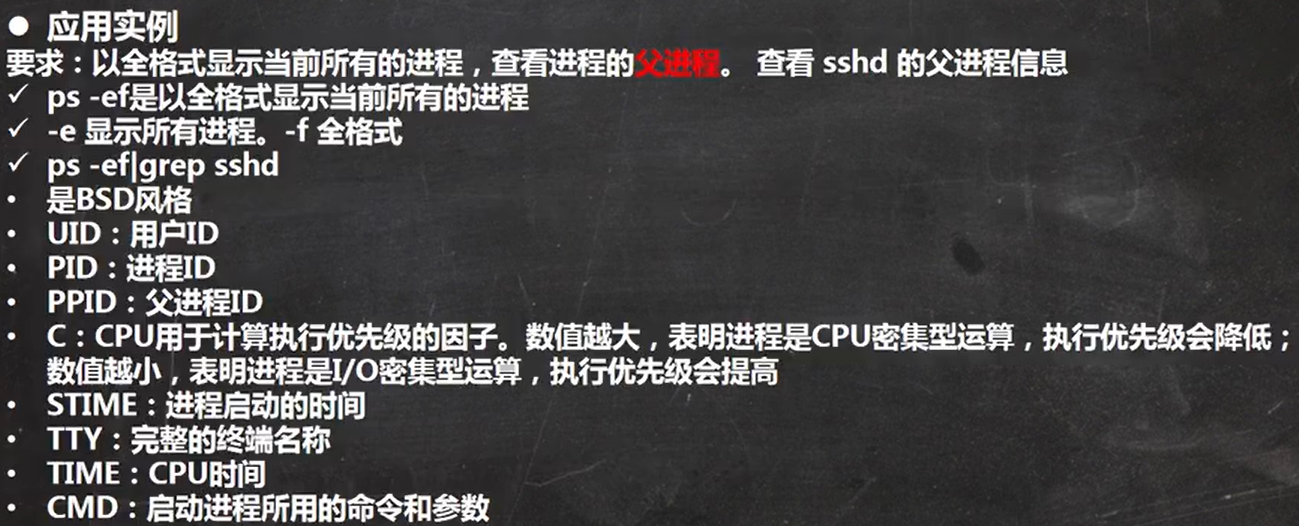 ● 应用实例
要求：以全格式显示当前所有的进程，查看进程的父进程。 查看 sshd 的父进程信息
✓ ps -ef是以全格式显示当前所有的进程
✓ -e 显示所有进程。-f 全格式
✓ ps -ef|grep sshd
• 是BSD风格
• UID：用户ID
• PID：进程ID
• PPID：父进程ID
• C：CPU用于计算执行优先级的因子。数值越大，表明进程是CPU密集型运算，执行优先级会降低；
数值越小，表明进程是I/O密集型运算，执行优先级会提高
• STIME：进程启动的时间
• TTY：完整的终端名称
• TIME：CPU时间
• CMD：启动进程所用的命令和参数